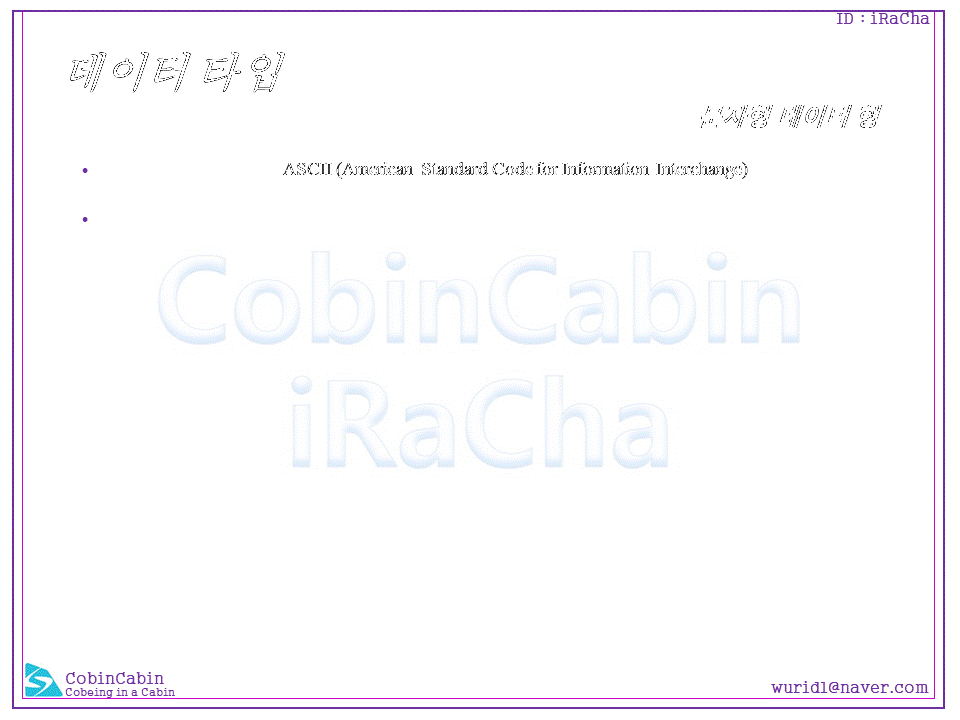 ID : iRaCha
데이터 타입
문자형 데이터 형
• ASCII (American Standard Code for Information Interchange)
•
CobinCabin
iRaCha
CobinCabin
Cobeing in a Cabin
wuridl@naver.com